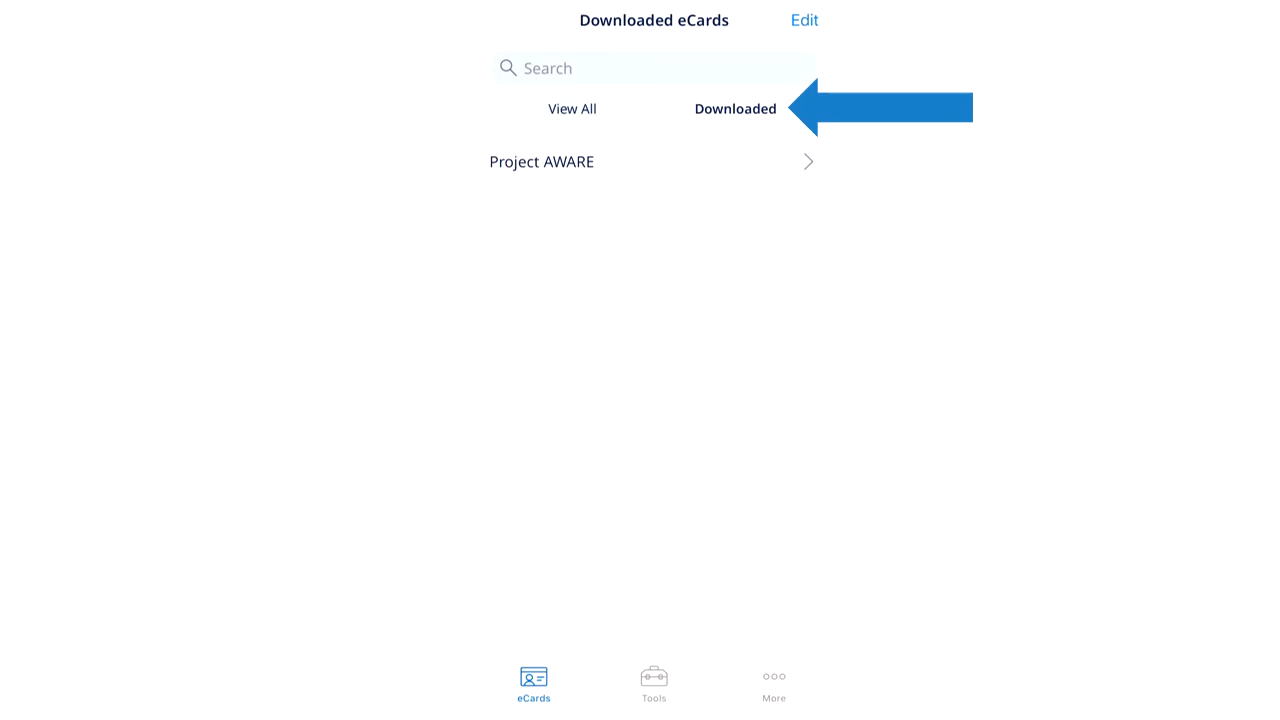 Downloaded eCards Edit
Search
View All Downloaded
Project AWARE
eCards Tools More